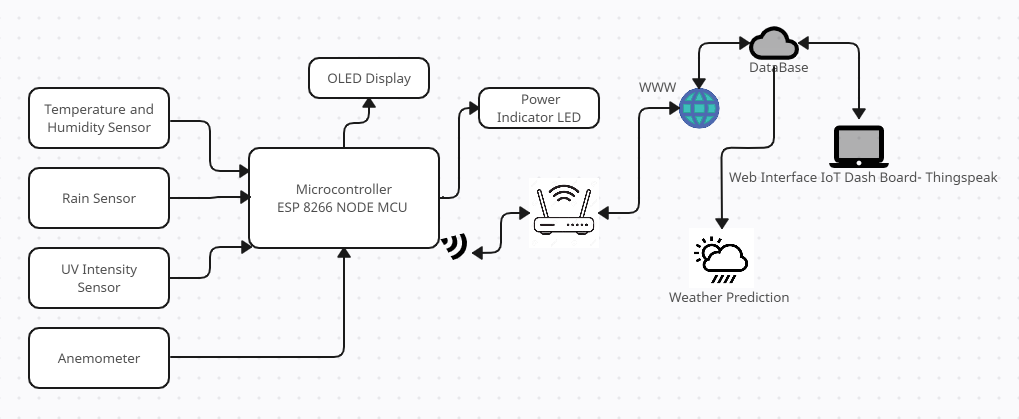 OLED Display
Temperature and
Humidity Sensor
Power
Indicator LED
WWW
DataBase
Rain Sensor
Microcontroller
ESP 8266 NODE MCU
Web Interface IoT Dash Board- Thingspeak
UV Intensity
Sensor
Weather Prediction
Anemometer